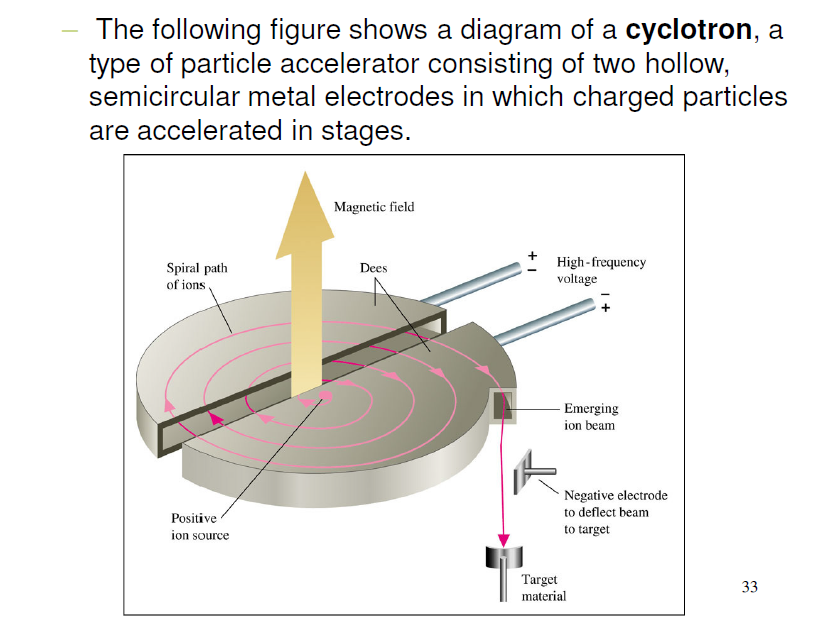 – The following figure shows a diagram of a cyclotron, a
type of particle accelerator consisting of two hollow,
semicircular metal electrodes in which charged particles
are accelerated in stages.
Magnetic field
Spiral path
of ions
Dees
+
–
High-frequency
voltage
–
+
Emerging
ion beam
Negative electrode
to deflect beam
to target
Positive
ion source
Target
material
33